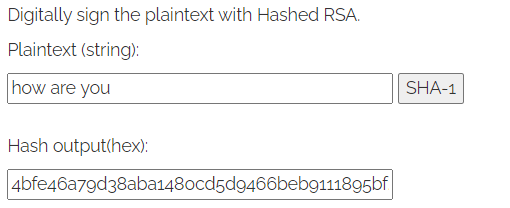 Digitally sign the plaintext with Hashed RSA.
Plaintext (string):
how are you SHA-1
Hash output(hex):
4bfe46a79d38aba1480cd5d9466beb9111895bf